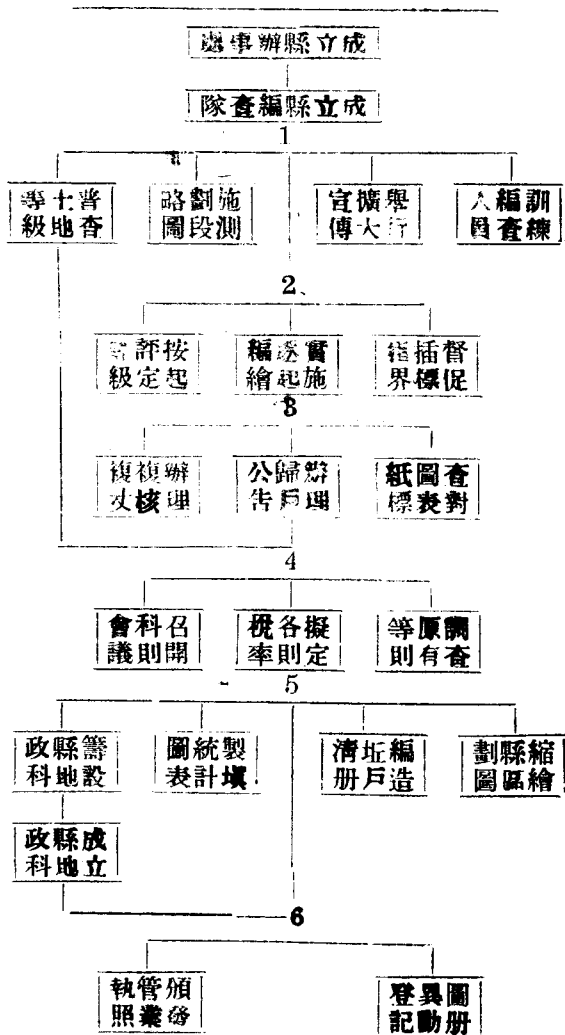 成立縣辦事處
成立縣編查隊
1
訓練編查人員
舉行擴大宣傳
施測劃段略圖
普查土地等級
2
督促插標指界
實施逐起編繪
按起評定等級
3
查對圖表紙標
辦理歸戶公告
辦理複核複丈
4
調查原有等則
擬定各則稅率
召開科則會議
5
縮繪縣區劃圖
編造坵戶清册
製塡統計圖表
籌設縣地政科
成立縣地政科
6
圖册異動登記
頒發管業執照